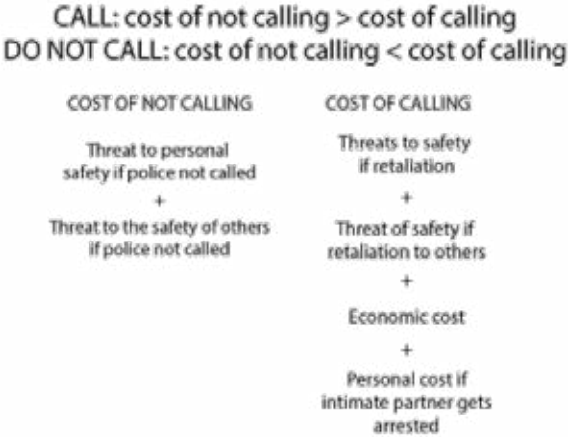 CALL: cost of not calling > cost of calling
DO NOT CALL: cost of not calling < cost of calling
COST OF NOT CALLING
Threat to personal
safety if police not called
+
Threat to the safety of others
if police not called
COST OF CALLING
Threats to safety
if retaliation
+
Threat of safety if
retaliation to others
+
Economic cost
+
Personal cost if
intimate partner gets
arrested